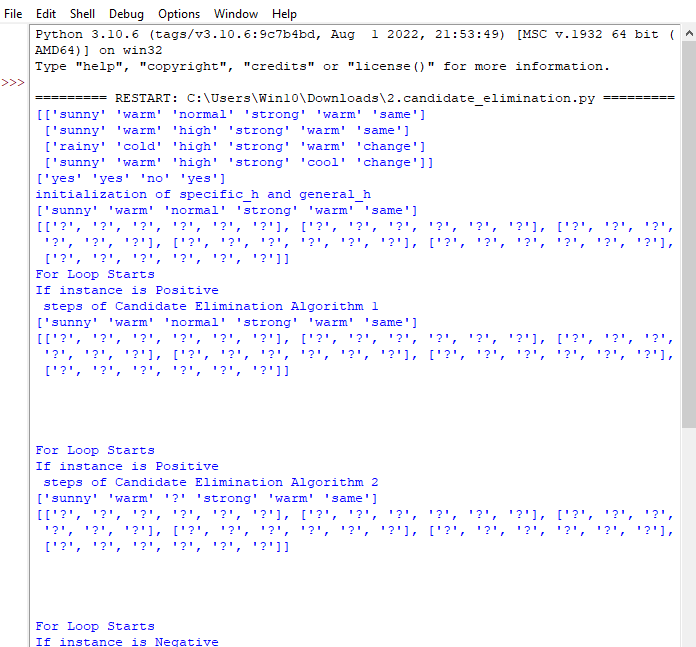 File Edit Shell Debug Options Window Help
Python 3.10.6 (tags/v3.10.6:9c7b4bd, Aug  1 2022, 21:53:49) [MSC v.1932 64 bit (
AMD64)] on win32
Type "help", "copyright", "credits" or "license()" for more information.
>>>
========= RESTART: C:\Users\Win10\Downloads\2.candidate_elimination.py =========
[['sunny' 'warm' 'normal' 'strong' 'warm' 'same']
 ['sunny' 'warm' 'high' 'strong' 'warm' 'same']
 ['rainy' 'cold' 'high' 'strong' 'warm' 'change']
 ['sunny' 'warm' 'high' 'strong' 'cool' 'change']]
['yes' 'yes' 'no' 'yes']
initialization of specific_h and general_h
['sunny' 'warm' 'normal' 'strong' 'warm' 'same']
[['?', '?', '?', '?', '?', '?'], ['?', '?', '?', '?', '?', '?'], ['?', '?', '?',
 '?', '?', '?'], ['?', '?', '?', '?', '?', '?'], ['?', '?', '?', '?', '?', '?'],
 ['?', '?', '?', '?', '?', '?']]
For Loop Starts
If instance is Positive
 steps of Candidate Elimination Algorithm 1
['sunny' 'warm' 'normal' 'strong' 'warm' 'same']
[['?', '?', '?', '?', '?', '?'], ['?', '?', '?', '?', '?', '?'], ['?', '?', '?',
 '?', '?', '?'], ['?', '?', '?', '?', '?', '?'], ['?', '?', '?', '?', '?', '?'],
 ['?', '?', '?', '?', '?', '?']]
For Loop Starts
If instance is Positive
 steps of Candidate Elimination Algorithm 2
['sunny' 'warm' '?' 'strong' 'warm' 'same']
[['?', '?', '?', '?', '?', '?'], ['?', '?', '?', '?', '?', '?'], ['?', '?', '?',
 '?', '?', '?'], ['?', '?', '?', '?', '?', '?'], ['?', '?', '?', '?', '?', '?'],
 ['?', '?', '?', '?', '?', '?']]
For Loop Starts
If instance is Negative